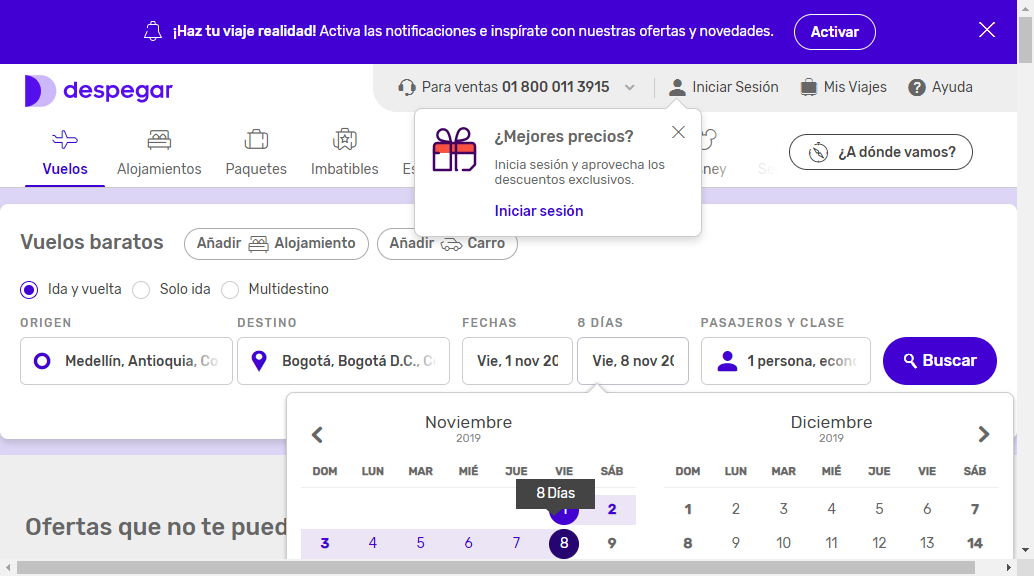 ¡Haz tu viaje realidad! Activa las notificaciones e inspírate con nuestras ofertas y novedades.
Activar
despegar
Para ventas 01 800 011 3915
Iniciar Sesión
Mis Viajes
Ayuda
Vuelos
Alojamientos
Paquetes
Imbatibles
Es
ney
Se
¿A dónde vamos?
¿Mejores precios?
Inicia sesión y aprovecha los
descuentos exclusivos.
Iniciar sesión
Vuelos baratos
Añadir Alojamiento
Añadir Carro
Ida y vuelta
Solo ida
Multidestino
ORIGEN
DESTINO
FECHAS
8 DÍAS
PASAJEROS Y CLASE
Medellín, Antioquia, Co
Bogotá, Bogotá D.C., C
Vie, 1 nov 20
Vie, 8 nov 20
1 persona, econ
Buscar
Noviembre
2019
DOM LUN MAR MIÉ JUE VIE SÁB
8 Días
1 2
3 4 5 6 7 8 9
Diciembre
2019
DOM LUN MAR MIÉ JUE VIE SÁB
1 2 3 4 5 6 7
8 9 10 11 12 13 14
Ofertas que no te pued